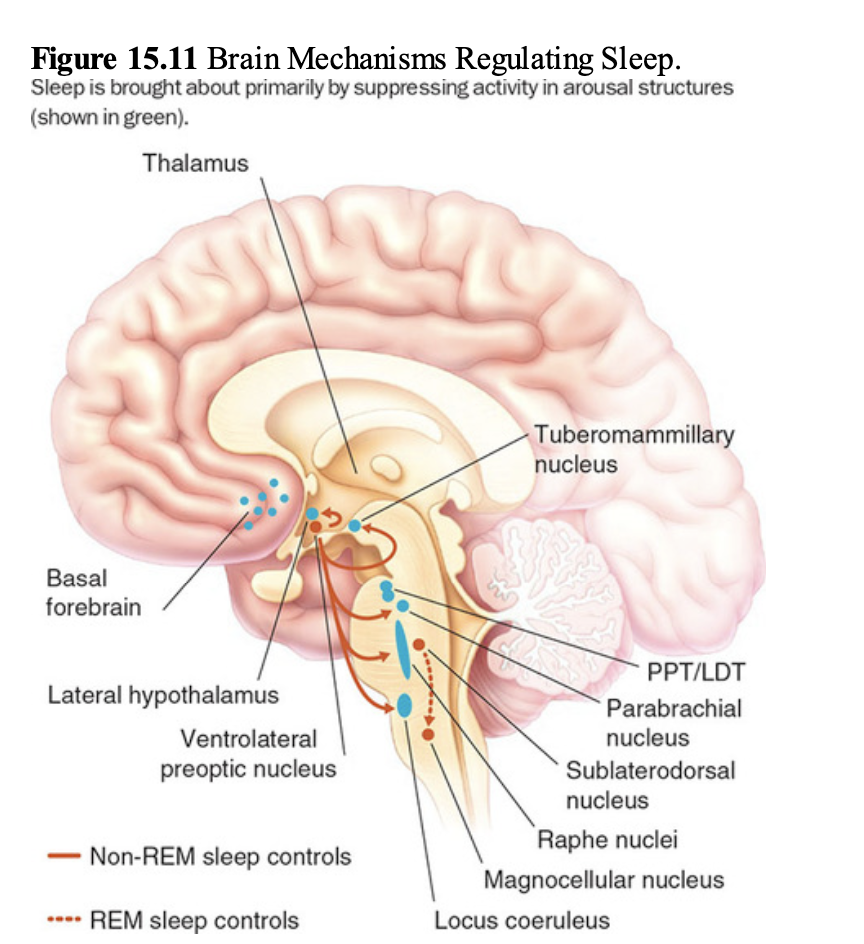 Figure 15.11 Brain Mechanisms Regulating Sleep.
Sleep is brought about primarily by suppressing activity in arousal structures
(shown in green).
Thalamus
Tuberomammillary
nucleus
Basal
forebrain
Lateral hypothalamus
Ventrolateral
preoptic nucleus
PPT/LDT
Parabrachial
nucleus
Sublaterodorsal
nucleus
Raphe nuclei
Magnocellular nucleus
Locus coeruleus
Non-REM sleep controls
REM sleep controls